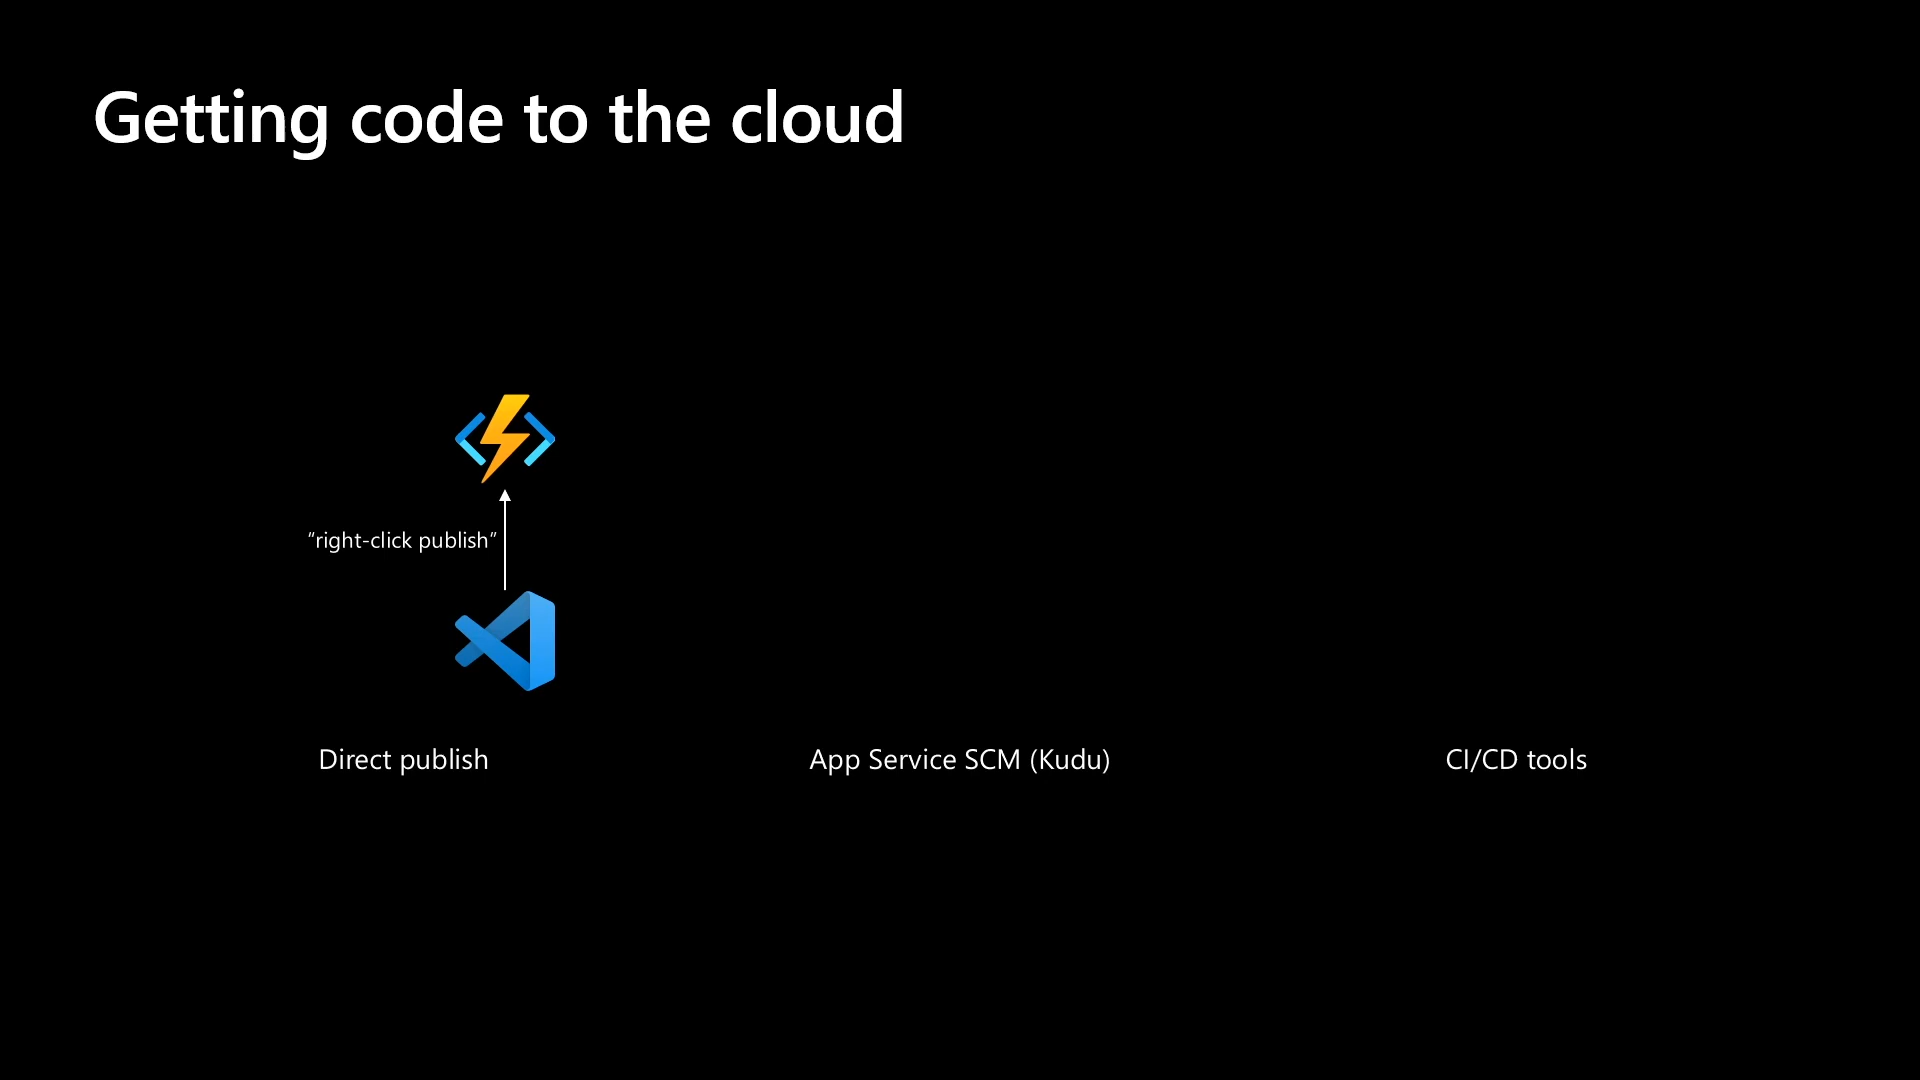 Getting code to the cloud
“right-click publish”
Direct publish
App Service SCM (Kudu)
CI/CD tools